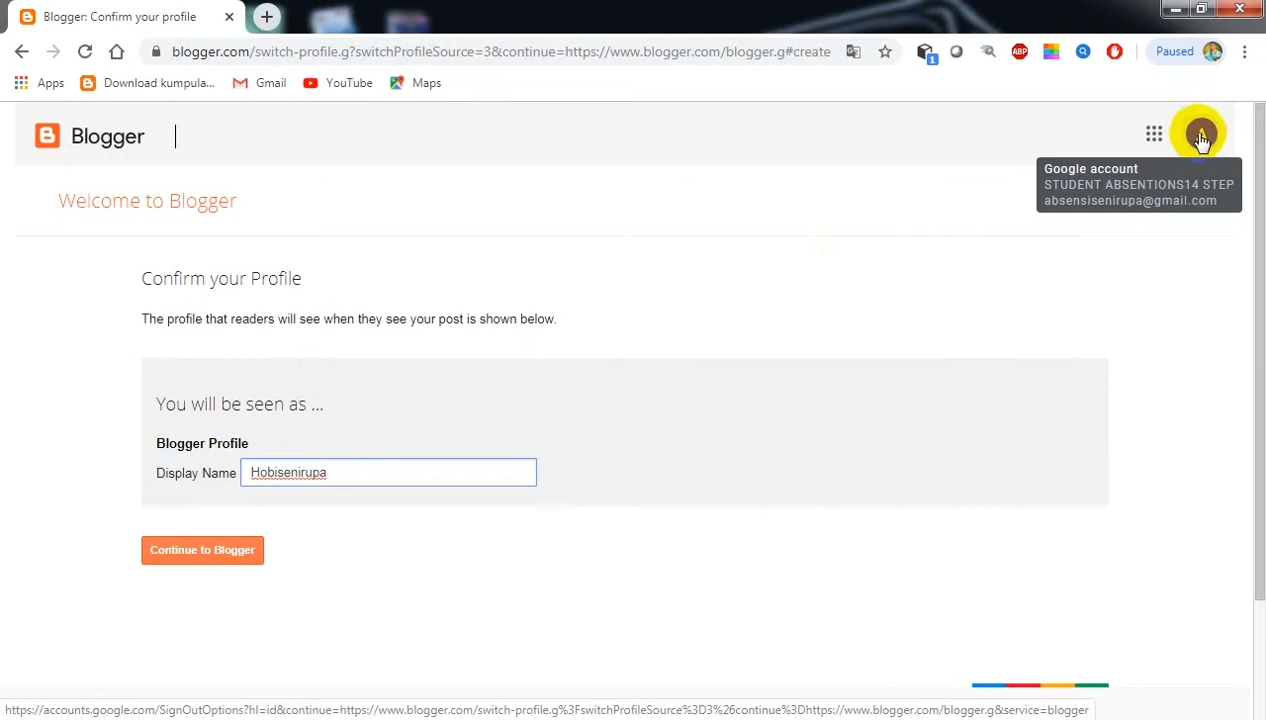 Blogger: Confirm your profile
blogger.com/switch-profile.g?switchProfileSource=3&continue=https://www.blogger.com/blogger.g#create
1
ABP
Paused
Apps
Download kumpula...
Gmail
YouTube
Maps
Blogger
Google account
STUDENT ABSENTIONS14 STEP
absensisenirupa@gmail.com
Welcome to Blogger
Confirm your Profile
The profile that readers will see when they see your post is shown below.
You will be seen as ...
Blogger Profile
Display Name
Hobisenirupa
Continue to Blogger
https://accounts.google.com/SignOutOptions?hl=id&continue=https://www.blogger.com/switch-profile.g%3FswitchProfileSource%3D3%26continue%3Dhttps://www.blogger.com/blogger.g&service=blogger